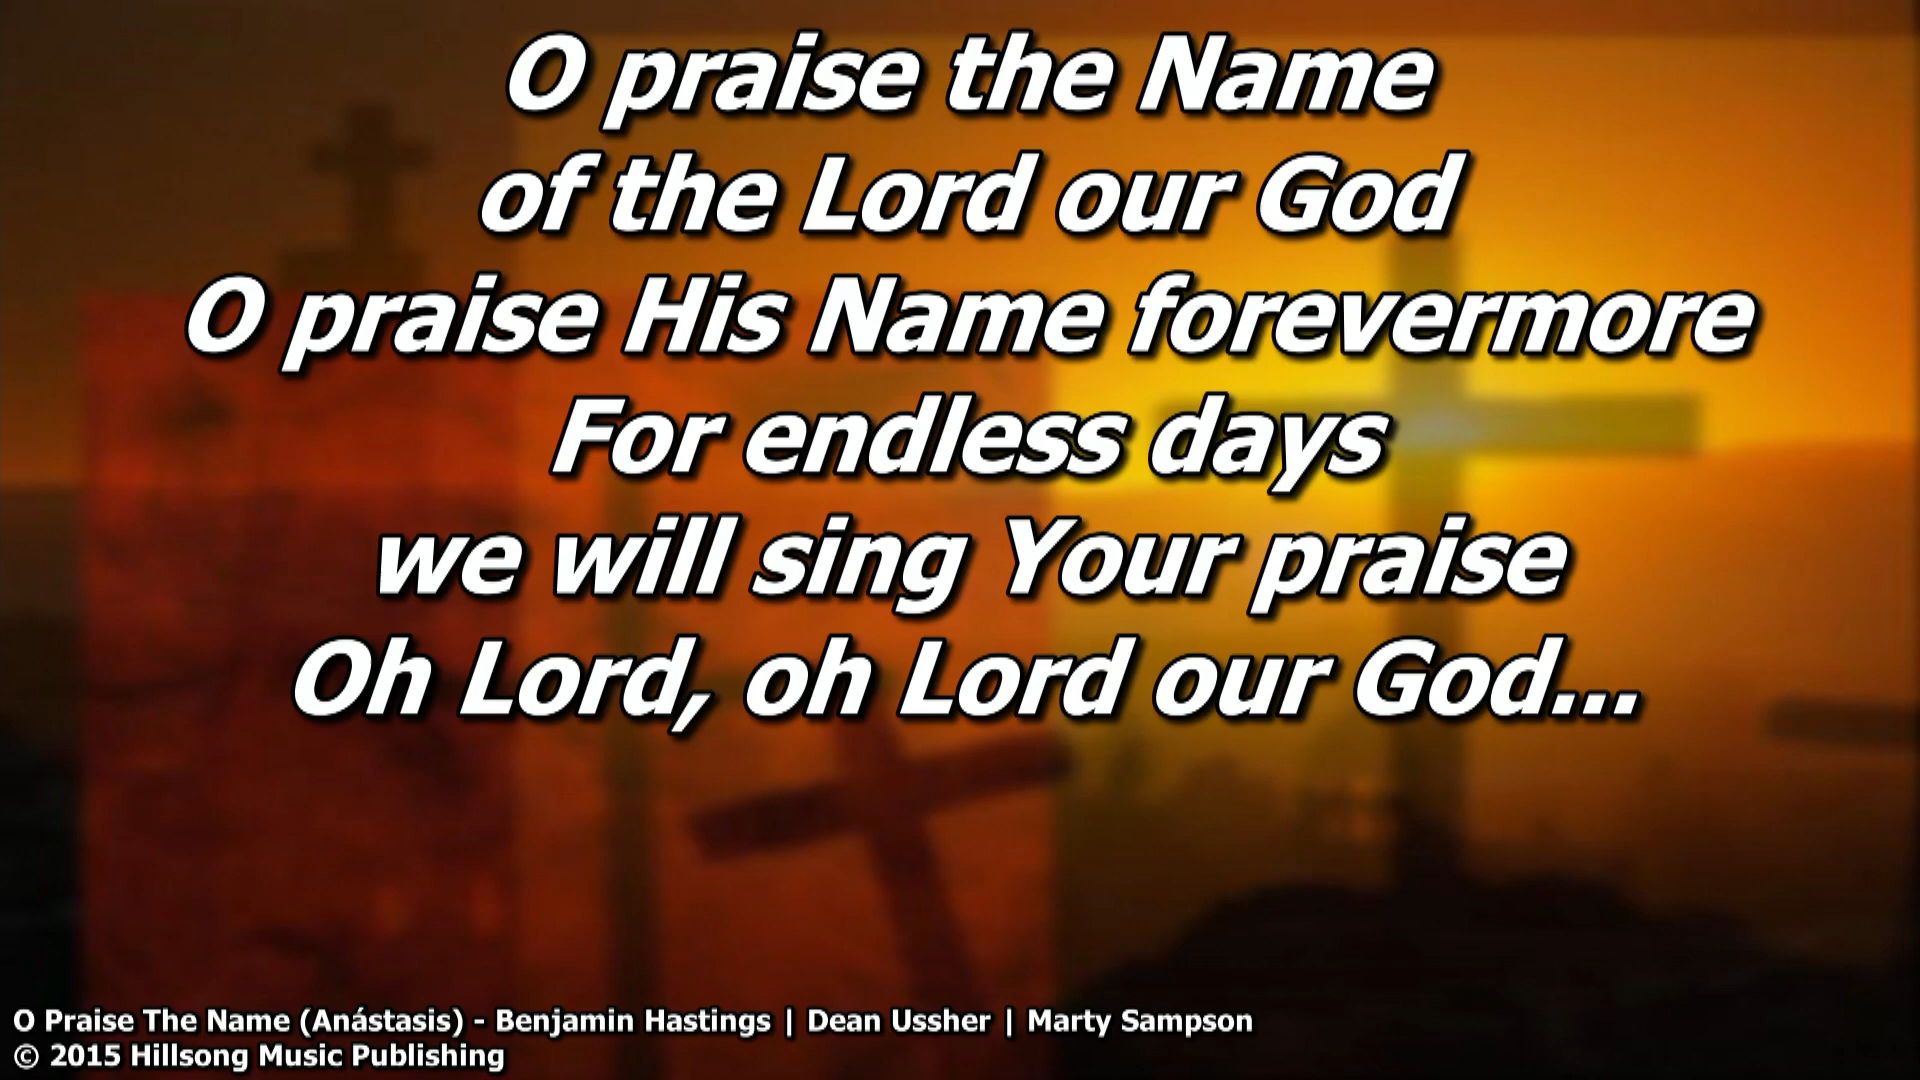 O praise the Name
of the Lord our God
O praise His Name forevermore
For endless days
we will sing Your praise
Oh Lord, oh Lord our God...
O Praise The Name (Anástasis) - Benjamin Hastings | Dean Ussher | Marty Sampson
© 2015 Hillsong Music Publishing